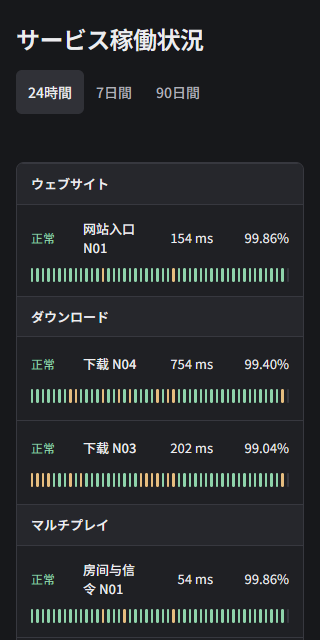 サービス稼働状況
24時間 7日間 90日間
ウェブサイト
正常 网站入口 N01 154 ms 99.86%
ダウンロード
正常 下载 N04 754 ms 99.40%
正常 下载 N03 202 ms 99.04%
マルチプレイ
正常 房间与信令 N01 54 ms 99.86%